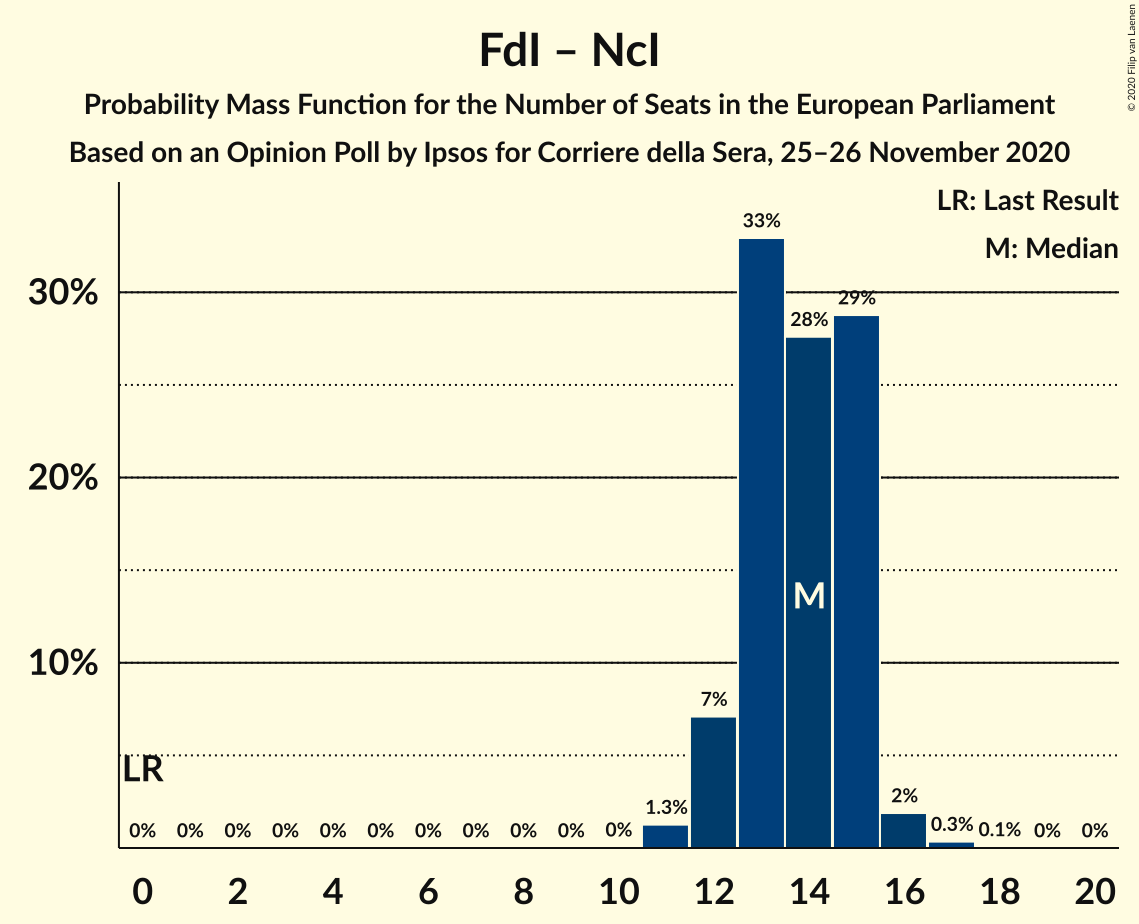 FdI – NcI
Probability Mass Function for the Number of Seats in the European Parliament
Based on an Opinion Poll by Ipsos for Corriere della Sera, 25–26 November 2020
© 2020 Filip van Laenen
LR: Last Result
M: Median
33%
30%
29%
28%
20%
M
10%
7%
LR
2%
1.3%
0% 0% 0% 0% 0% 0% 0% 0% 0% 0% 0% 0.3% 0.1% 0% 0%
0 2 4 6 8 10 12 14 16 18 20